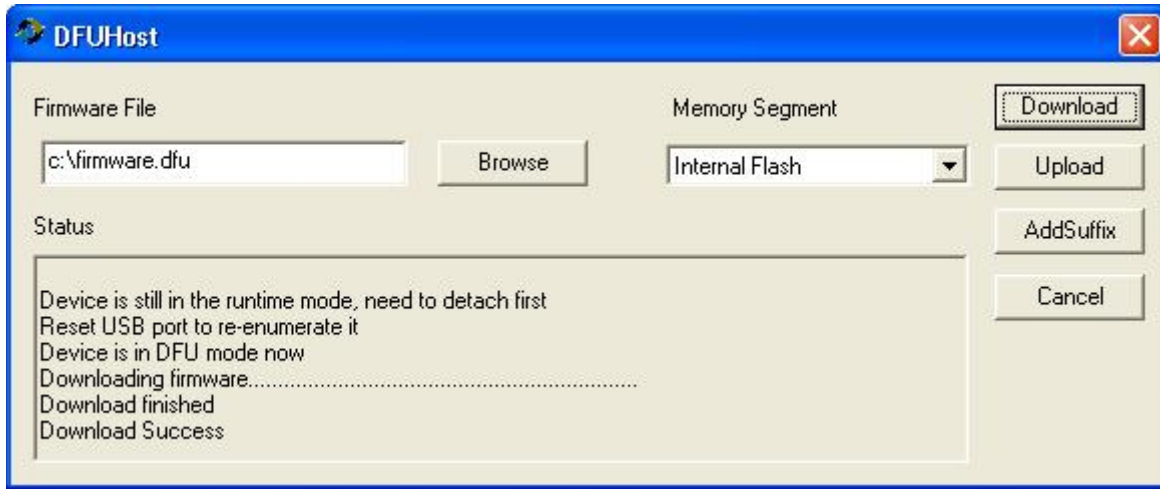 DFUHost
Firmware File
Memory Segment
Download
c:\firmware.dfu
Browse
Internal Flash
Upload
Status
AddSuffix
Device is still in the runtime mode, need to detach first
Reset USB port to re-enumerate it
Device is in DFU mode now
Downloading firmware.................................................................
Download finished
Download Success
Cancel